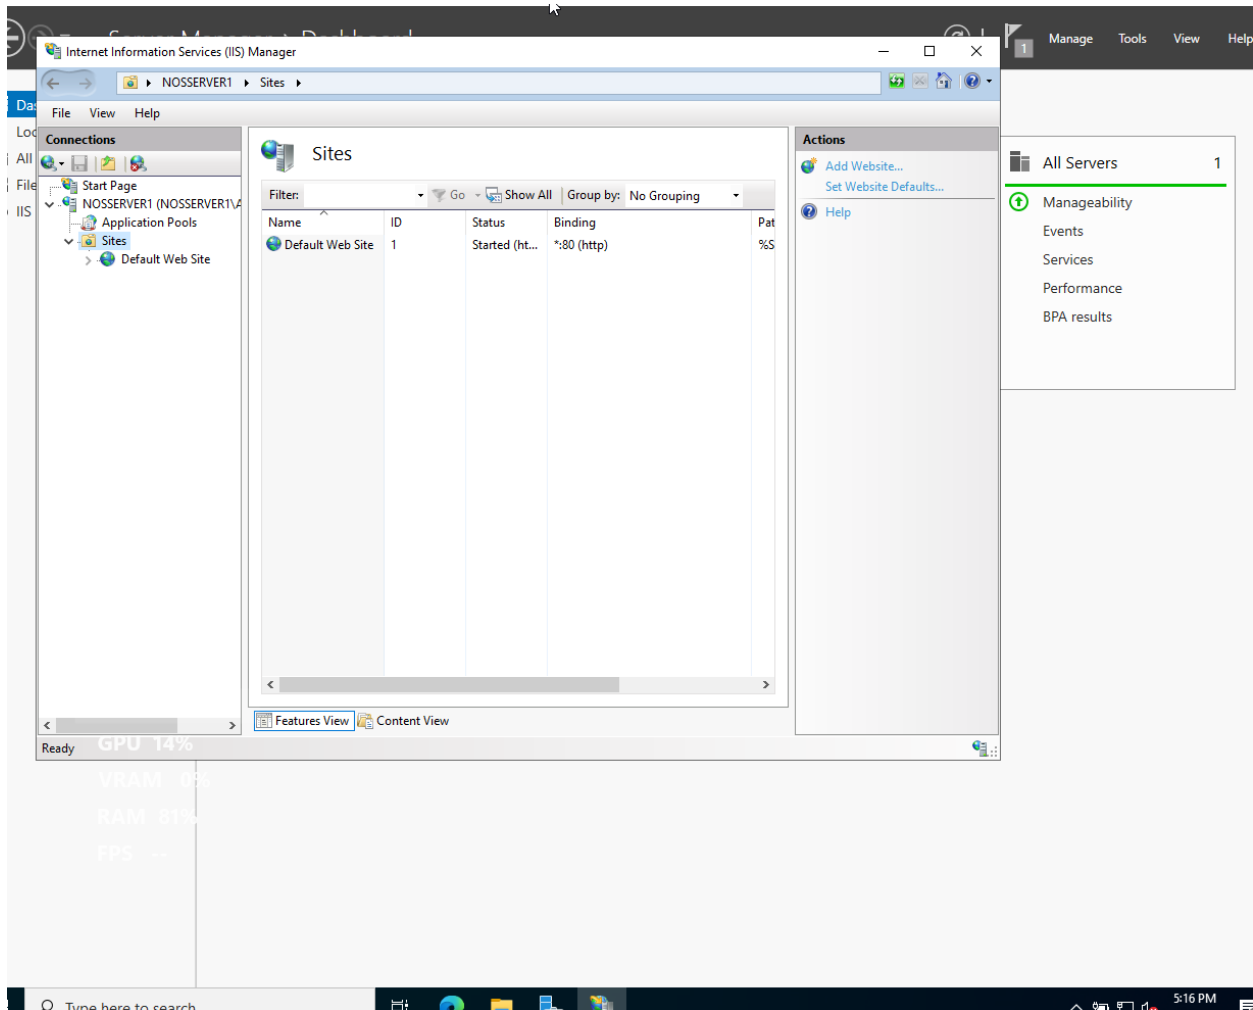 Manage Tools View Help
1
Internet Information Services (IIS) Manager
NOSSERVER1 Sites
File View Help
Connections
Start Page
NOSSERVER1 (NOSSERVER1\A
Application Pools
Sites
Default Web Site
Sites
Filter: Go Show All Group by: No Grouping
Name ID Status Binding Pat
Default Web Site 1 Started (ht... *:80 (http) %S
Features View Content View
Actions
Add Website...
Set Website Defaults...
Help
Ready
Das
Loc
All
File
IIS
All Servers 1
Manageability
Events
Services
Performance
BPA results
GPU 14%
VRAM 0%
RAM 81%
FPS --
Type here to search
5:16 PM